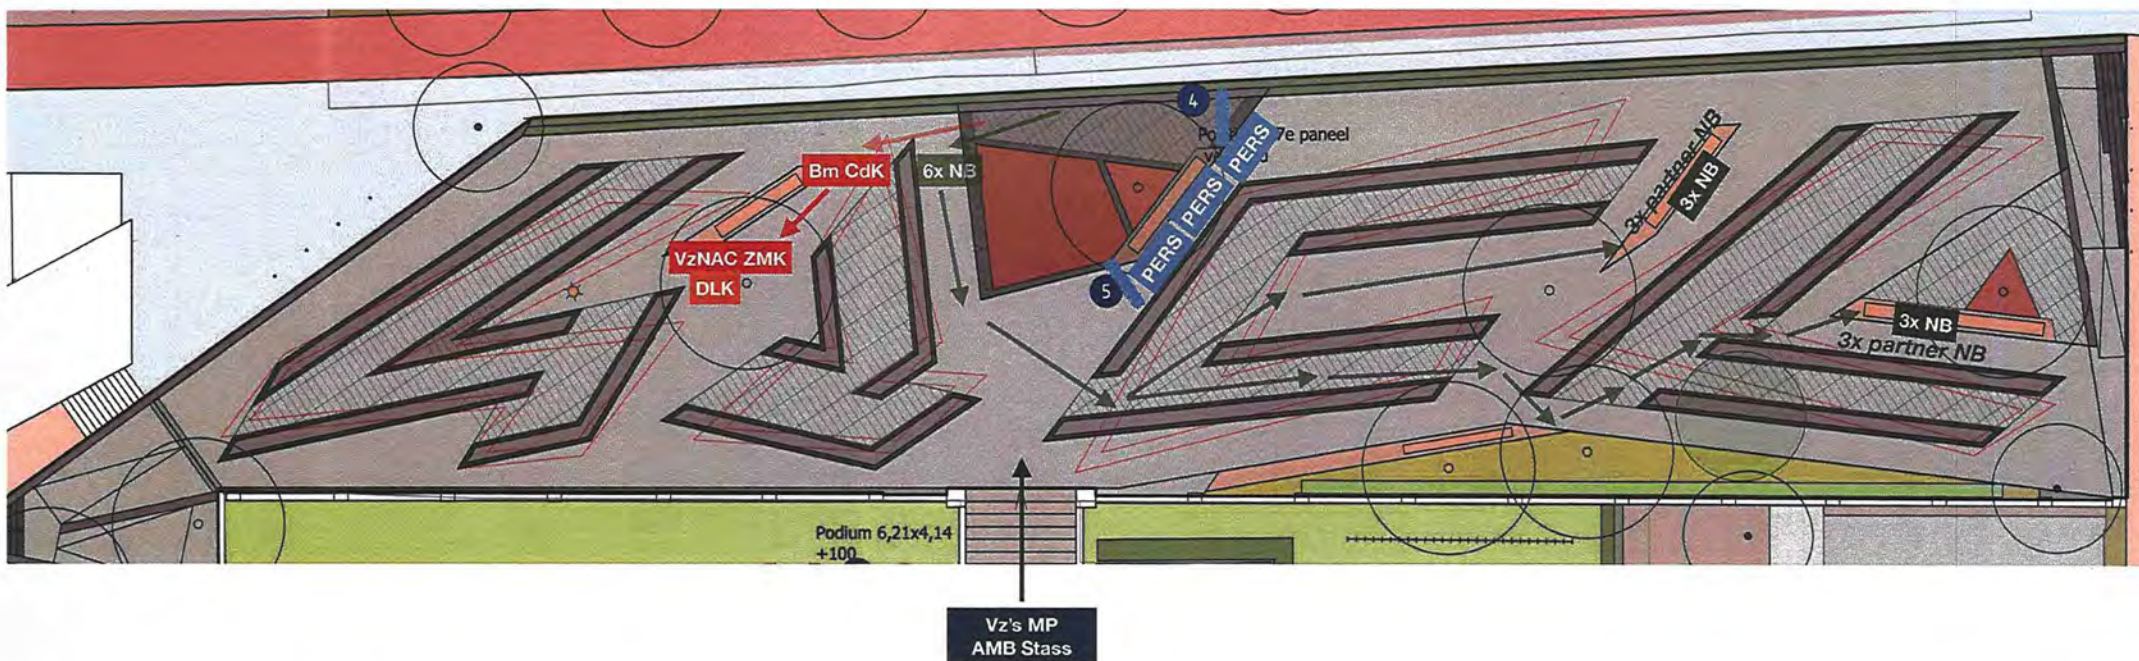 4
Po 7e paneel
PERS
PERS
PERS
5
Bm CdK
6x NB
VzNAC ZMK
DLK
3x partner NB
3x NB
3x NB
3x partner NB
Podium 6,21x4,14
+100
Vz's MP
AMB Stass